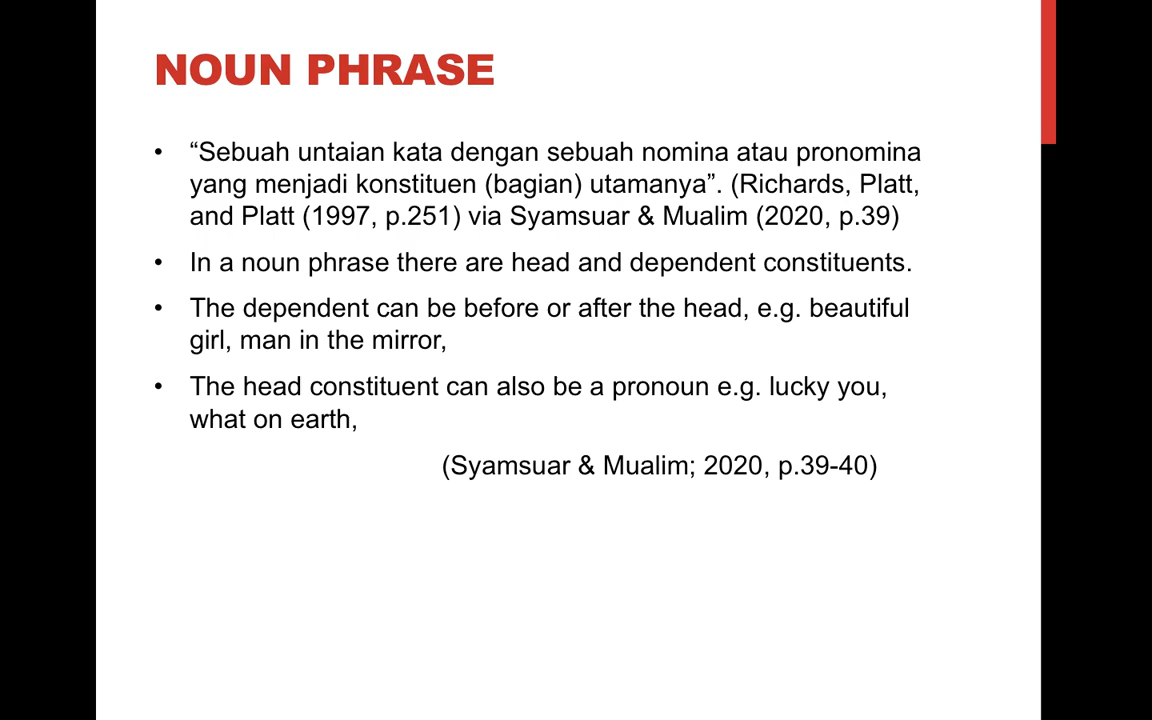 NOUN PHRASE
• “Sebuah untaian kata dengan sebuah nomina atau pronomina
yang menjadi konstituen (bagian) utamanya”. (Richards, Platt,
and Platt (1997, p.251) via Syamsuar & Mualim (2020, p.39)
• In a noun phrase there are head and dependent constituents.
• The dependent can be before or after the head, e.g. beautiful
girl, man in the mirror,
• The head constituent can also be a pronoun e.g. lucky you,
what on earth,
(Syamsuar & Mualim; 2020, p.39-40)